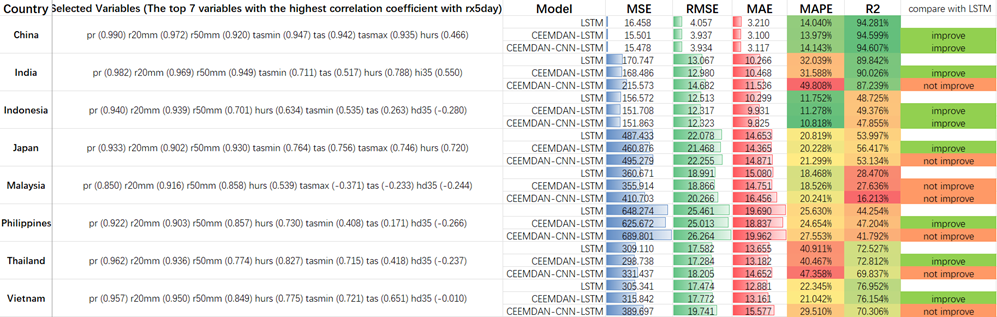 Country Selected Variables (The top 7 variables with the highest correlation coefficient with rx5day) Model MSE RMSE MAE MAPE R2 compare with LSTM
LSTM 16.458 4.057 3.210 14.040% 94.281%
China pr (0.990) r20mm (0.972) r50mm (0.920) tasmin (0.947) tas (0.942) tasmax (0.935) hurs (0.466) CEEMDAN-LSTM 15.501 3.937 3.100 13.979% 94.599% improve
CEEMDAN-CNN-LSTM 15.478 3.934 3.117 14.143% 94.607% improve
LSTM 170.747 13.067 10.266 32.039% 89.842%
India pr (0.982) r20mm (0.969) r50mm (0.949) tasmin (0.711) tas (0.517) hurs (0.788) hi35 (0.550) CEEMDAN-LSTM 168.486 12.980 10.468 31.588% 90.026% improve
CEEMDAN-CNN-LSTM 215.573 14.682 11.536 49.808% 87.239% not improve
LSTM 156.572 12.513 10.299 11.752% 48.725%
Indonesia pr (0.940) r20mm (0.939) r50mm (0.701) hurs (0.634) tasmin (0.535) tas (0.263) hd35 (-0.280) CEEMDAN-LSTM 151.708 12.317 9.931 11.278% 47.376% improve
CEEMDAN-CNN-LSTM 151.863 12.323 9.825 10.818% 47.855% improve
LSTM 487.433 22.078 14.653 20.819% 53.997%
Japan pr (0.933) r20mm (0.902) r50mm (0.930) tasmin (0.764) tas (0.756) tasmax (0.746) hurs (0.720) CEEMDAN-LSTM 460.876 21.468 14.365 20.228% 56.417% improve
CEEMDAN-CNN-LSTM 495.279 22.255 14.871 21.299% 53.134% not improve
LSTM 360.671 18.991 15.080 18.468% 28.470%
Malaysia pr (0.850) r20mm (0.916) r50mm (0.858) hurs (0.539) tasmax (-0.371) tas (-0.233) hd35 (-0.244) CEEMDAN-LSTM 355.914 18.866 14.751 18.526% 27.636% not improve
CEEMDAN-CNN-LSTM 410.703 20.266 16.456 20.241% 16.213% not improve
LSTM 648.274 25.461 19.690 25.630% 44.254%
Philippines pr (0.922) r20mm (0.903) r50mm (0.857) hurs (0.730) tasmin (0.408) tas (0.171) hd35 (-0.266) CEEMDAN-LSTM 625.672 25.013 18.837 24.654% 47.204% improve
CEEMDAN-CNN-LSTM 689.801 26.264 19.962 27.553% 41.792% not improve
LSTM 309.110 17.582 13.655 40.911% 72.527%
Thailand pr (0.962) r20mm (0.936) r50mm (0.774) hurs (0.827) tasmin (0.715) tas (0.418) hd35 (-0.237) CEEMDAN-LSTM 298.738 17.284 13.182 40.467% 72.812% improve
CEEMDAN-CNN-LSTM 331.437 18.205 14.652 47.358% 69.837% not improve
LSTM 305.341 17.474 12.881 22.345% 76.952%
Vietnam pr (0.957) r20mm (0.950) r50mm (0.849) hurs (0.775) tasmin (0.721) tas (0.651) hd35 (-0.010) CEEMDAN-LSTM 315.842 17.772 13.161 21.042% 76.154% improve
CEEMDAN-CNN-LSTM 389.697 19.741 15.577 29.510% 70.306% not improve